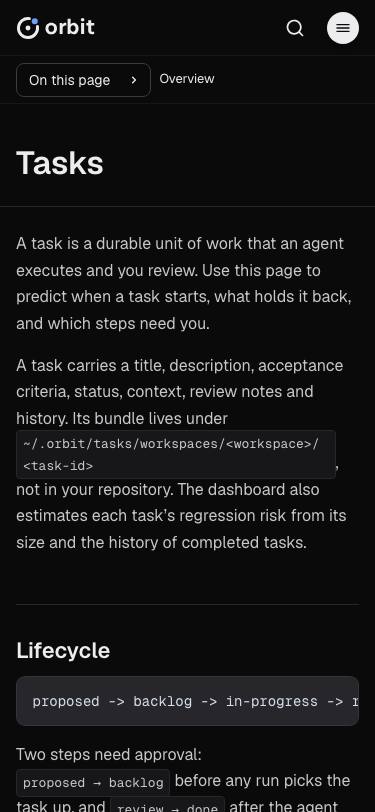 orbit
On this page
Overview
Tasks
A task is a durable unit of work that an agent
executes and you review. Use this page to
predict when a task starts, what holds it back,
and which steps need you.
A task carries a title, description, acceptance
criteria, status, context, review notes and
history. Its bundle lives under
~/.orbit/tasks/workspaces/<workspace>/
<task-id>,
not in your repository. The dashboard also
estimates each task’s regression risk from its
size and the history of completed tasks.
Lifecycle
proposed -> backlog -> in-progress -> r
Two steps need approval:
proposed → backlog before any run picks the
task up, and review → done after the agent